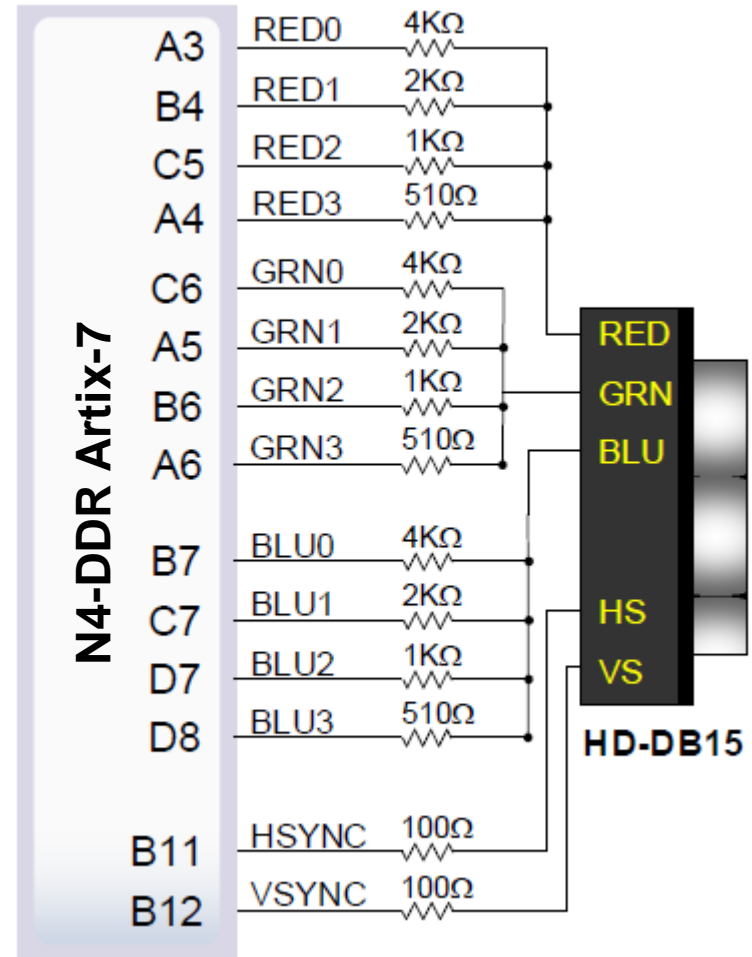 A3 RED0 4KΩ
B4 RED1 2KΩ
C5 RED2 1KΩ
A4 RED3 510Ω
C6 GRN0 4KΩ
A5 GRN1 2KΩ
B6 GRN2 1KΩ
A6 GRN3 510Ω
B7 BLU0 4KΩ
C7 BLU1 2KΩ
D7 BLU2 1KΩ
D8 BLU3 510Ω
B11 HSYNC 100Ω
B12 VSYNC 100Ω
N4-DDR Artix-7
RED
GRN
BLU
HS
VS
HD-DB15